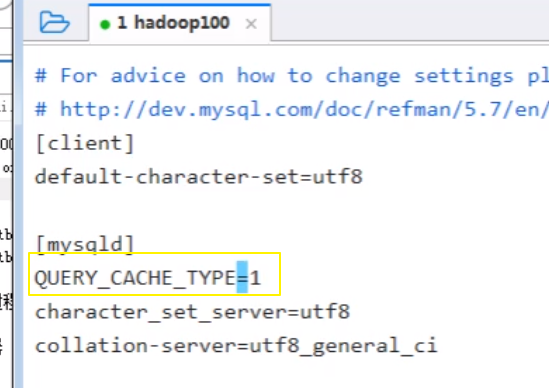 1 hadoop100 ×
# For advice on how to change settings pl
# http://dev.mysql.com/doc/refman/5.7/en/
[client]
default-character-set=utf8
[mysqld]
QUERY_CACHE_TYPE=1
character_set_server=utf8
collation-server=utf8_general_ci